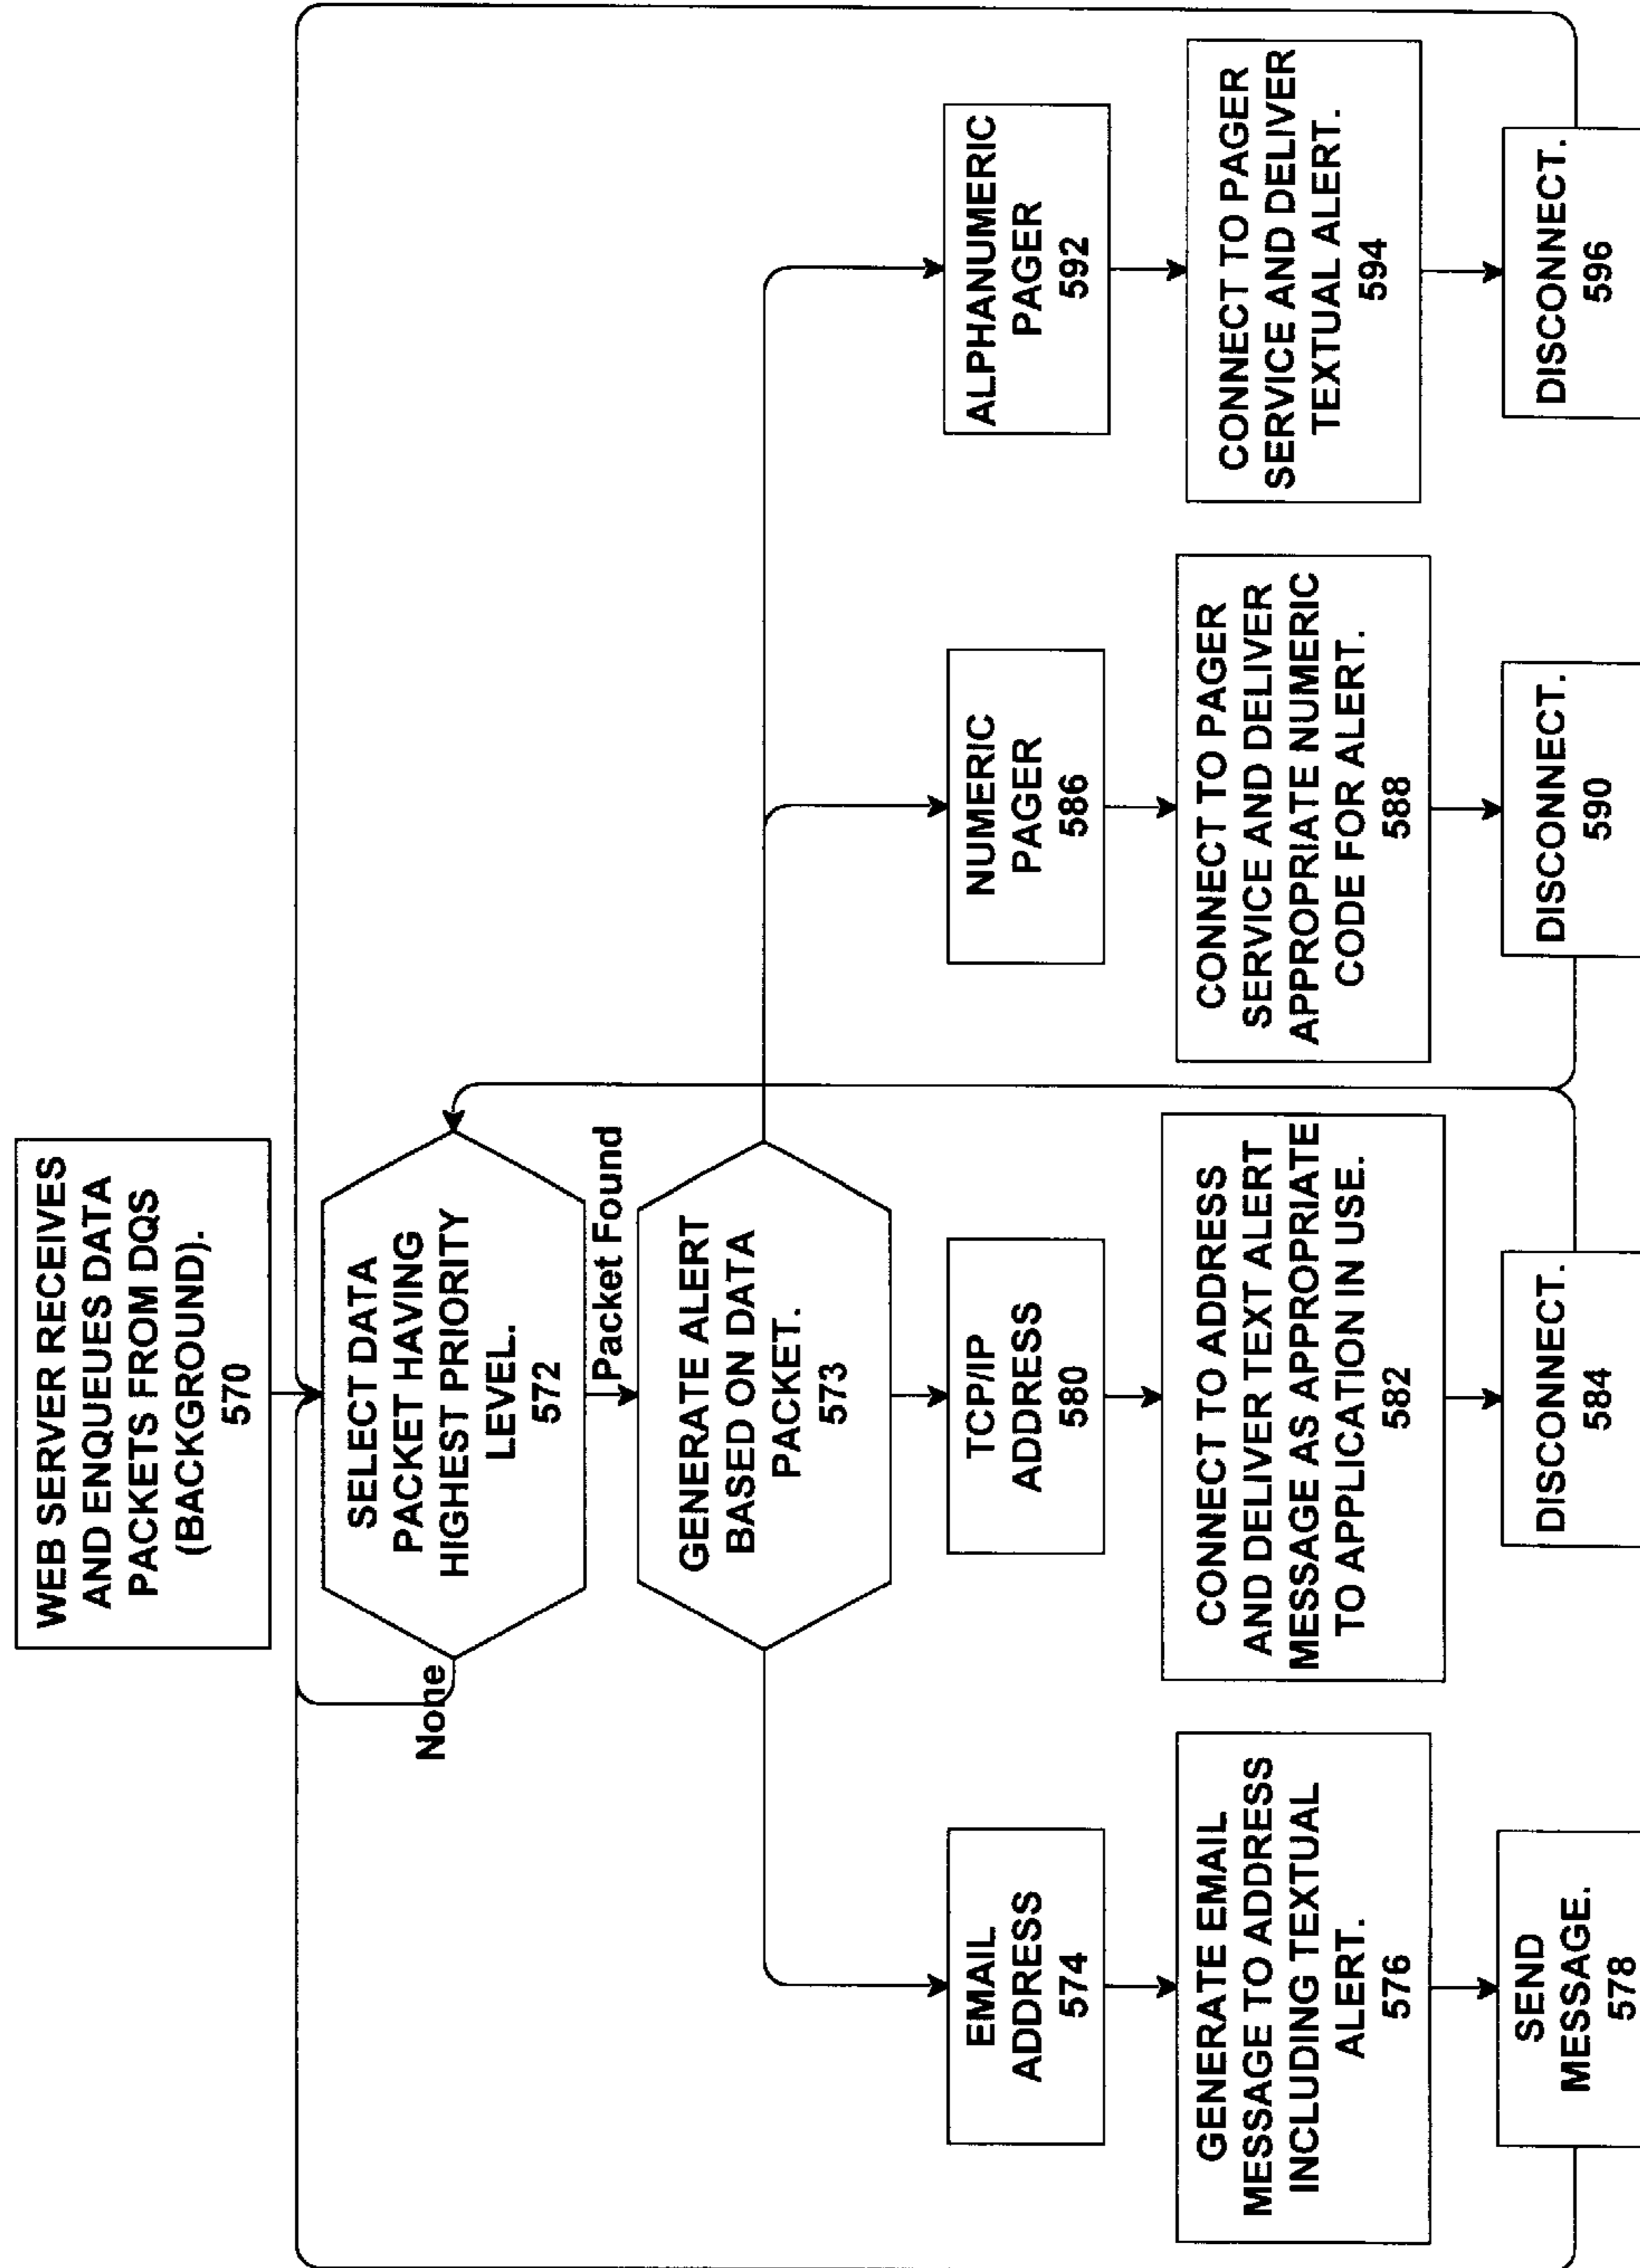 WEB SERVER RECEIVES
AND ENQUEUES DATA
PACKETS FROM DQS
(BACKGROUND).
570
SELECT DATA
PACKET HAVING
HIGHEST PRIORITY
LEVEL.
572
None
Packet Found
GENERATE ALERT
BASED ON DATA
PACKET.
573
EMAIL
ADDRESS
574
GENERATE EMAIL
MESSAGE TO ADDRESS
INCLUDING TEXTUAL
ALERT.
576
SEND
MESSAGE.
578
TCP/IP
ADDRESS
580
CONNECT TO ADDRESS
AND DELIVER TEXT ALERT
MESSAGE AS APPROPRIATE
TO APPLICATION IN USE.
582
DISCONNECT.
584
NUMERIC
PAGER
586
CONNECT TO PAGER
SERVICE AND DELIVER
APPROPRIATE NUMERIC
CODE FOR ALERT.
588
DISCONNECT.
590
ALPHANUMERIC
PAGER
592
CONNECT TO PAGER
SERVICE AND DELIVER
TEXTUAL ALERT.
594
DISCONNECT.
596